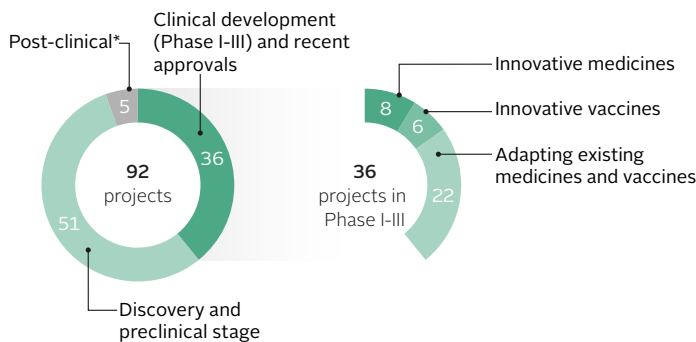 Post-clinical*
Clinical development
(Phase I-III) and recent
approvals
5
36
51
92
projects
Discovery and
preclinical stage
8
6
22
36
projects in
Phase I-III
Innovative medicines
Innovative vaccines
Adapting existing
medicines and vaccines